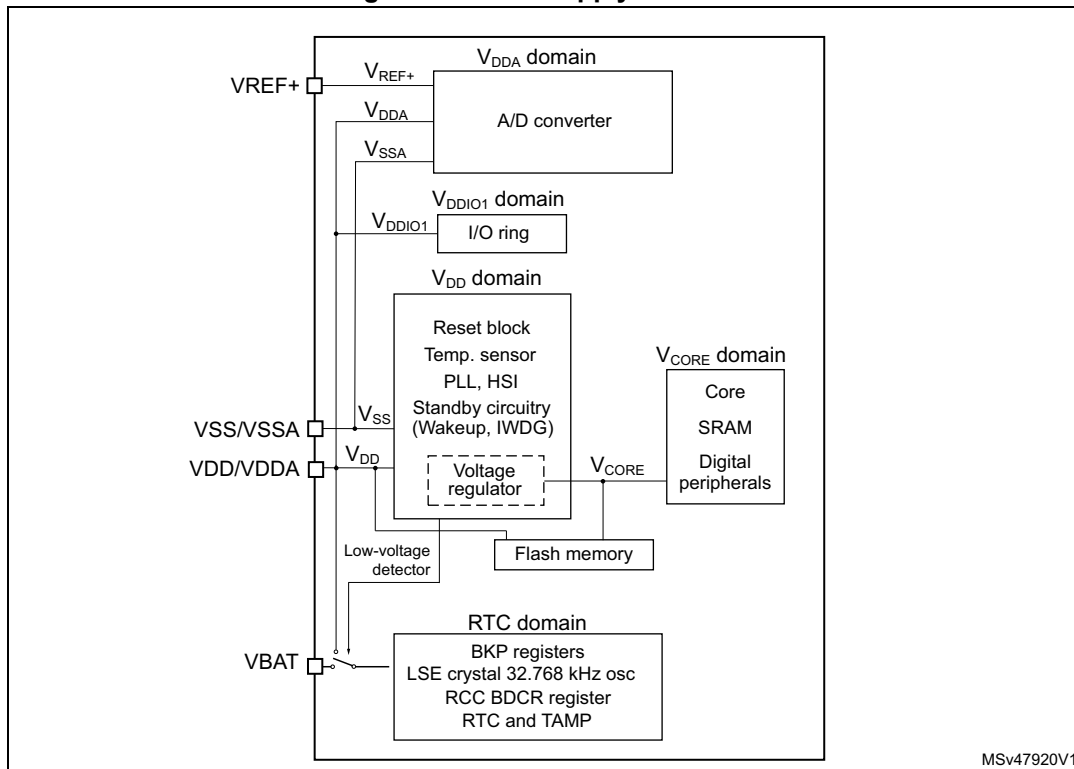 VDDA domain
VREF+
VREF+
VDDA
A/D converter
VSSA
VDDIO1 domain
VDDIO1
I/O ring
VDD domain
Reset block
Temp. sensor
PLL, HSI
Standby circuitry
(Wakeup, IWDG)
Voltage
regulator
VCORE domain
Core
SRAM
Digital
peripherals
VSS/VSSA
VSS
VDD/VDDA
VDD
VCORE
Flash memory
Low-voltage
detector
RTC domain
VBAT
BKP registers
LSE crystal 32.768 kHz osc
RCC BDCR register
RTC and TAMP
MSv47920V1